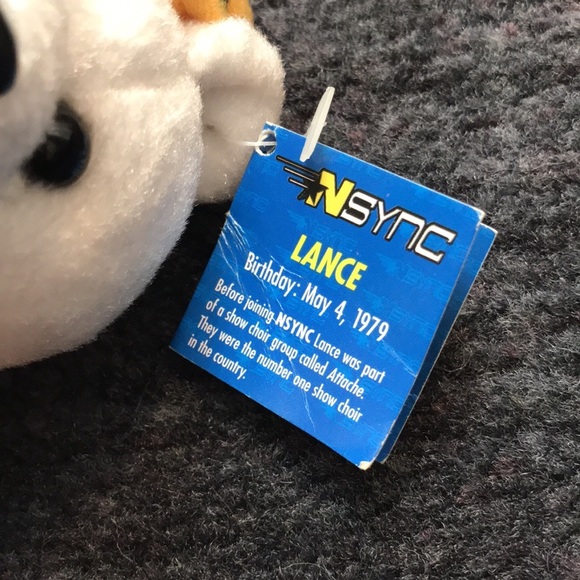 NSYNC
LANCE
Birthday: May 4, 1979
Before joining NSYNC Lance was part
of a show choir group called Attache.
They were the number one show choir
in the country.